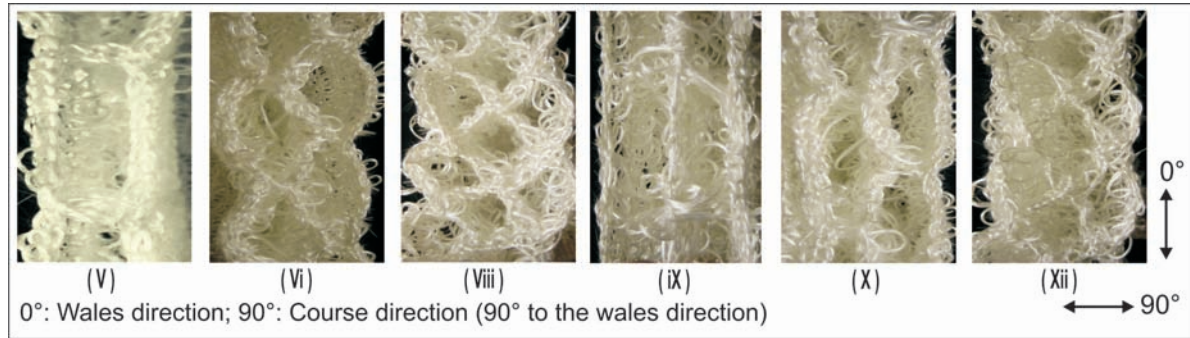 (V) (Vi) (Viii) (iX) (X) (Xii)
0°
0°: Wales direction; 90°: Course direction (90° to the wales direction)
90°